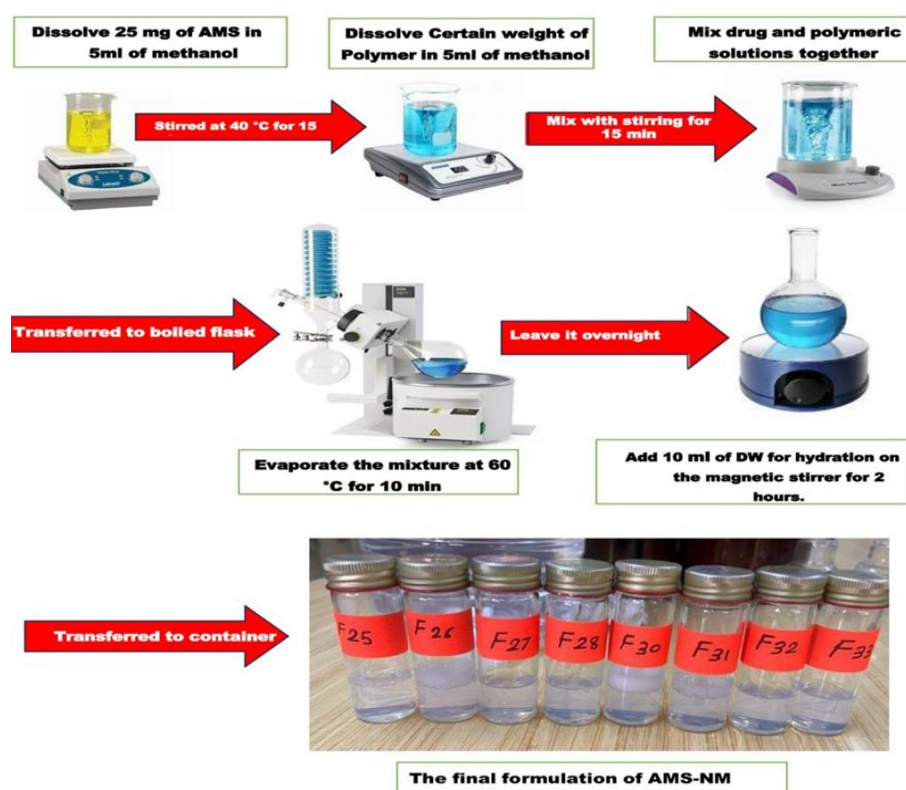 Dissolve 25 mg of AMS in
5ml of methanol
Dissolve Certain weight of
Polymer in 5ml of methanol
Mix drug and polymeric
solutions together
Stirred at 40 °C for 15
Mix with stirring for
15 min
Transferred to boiled flask
Leave it overnight
Evaporate the mixture at 60
°C for 10 min
Add 10 ml of DW for hydration on
the magnetic stirrer for 2
hours.
Transferred to container
F25
F26
F27
F28
F30
F31
F32
F33
The final formulation of AMS-NM